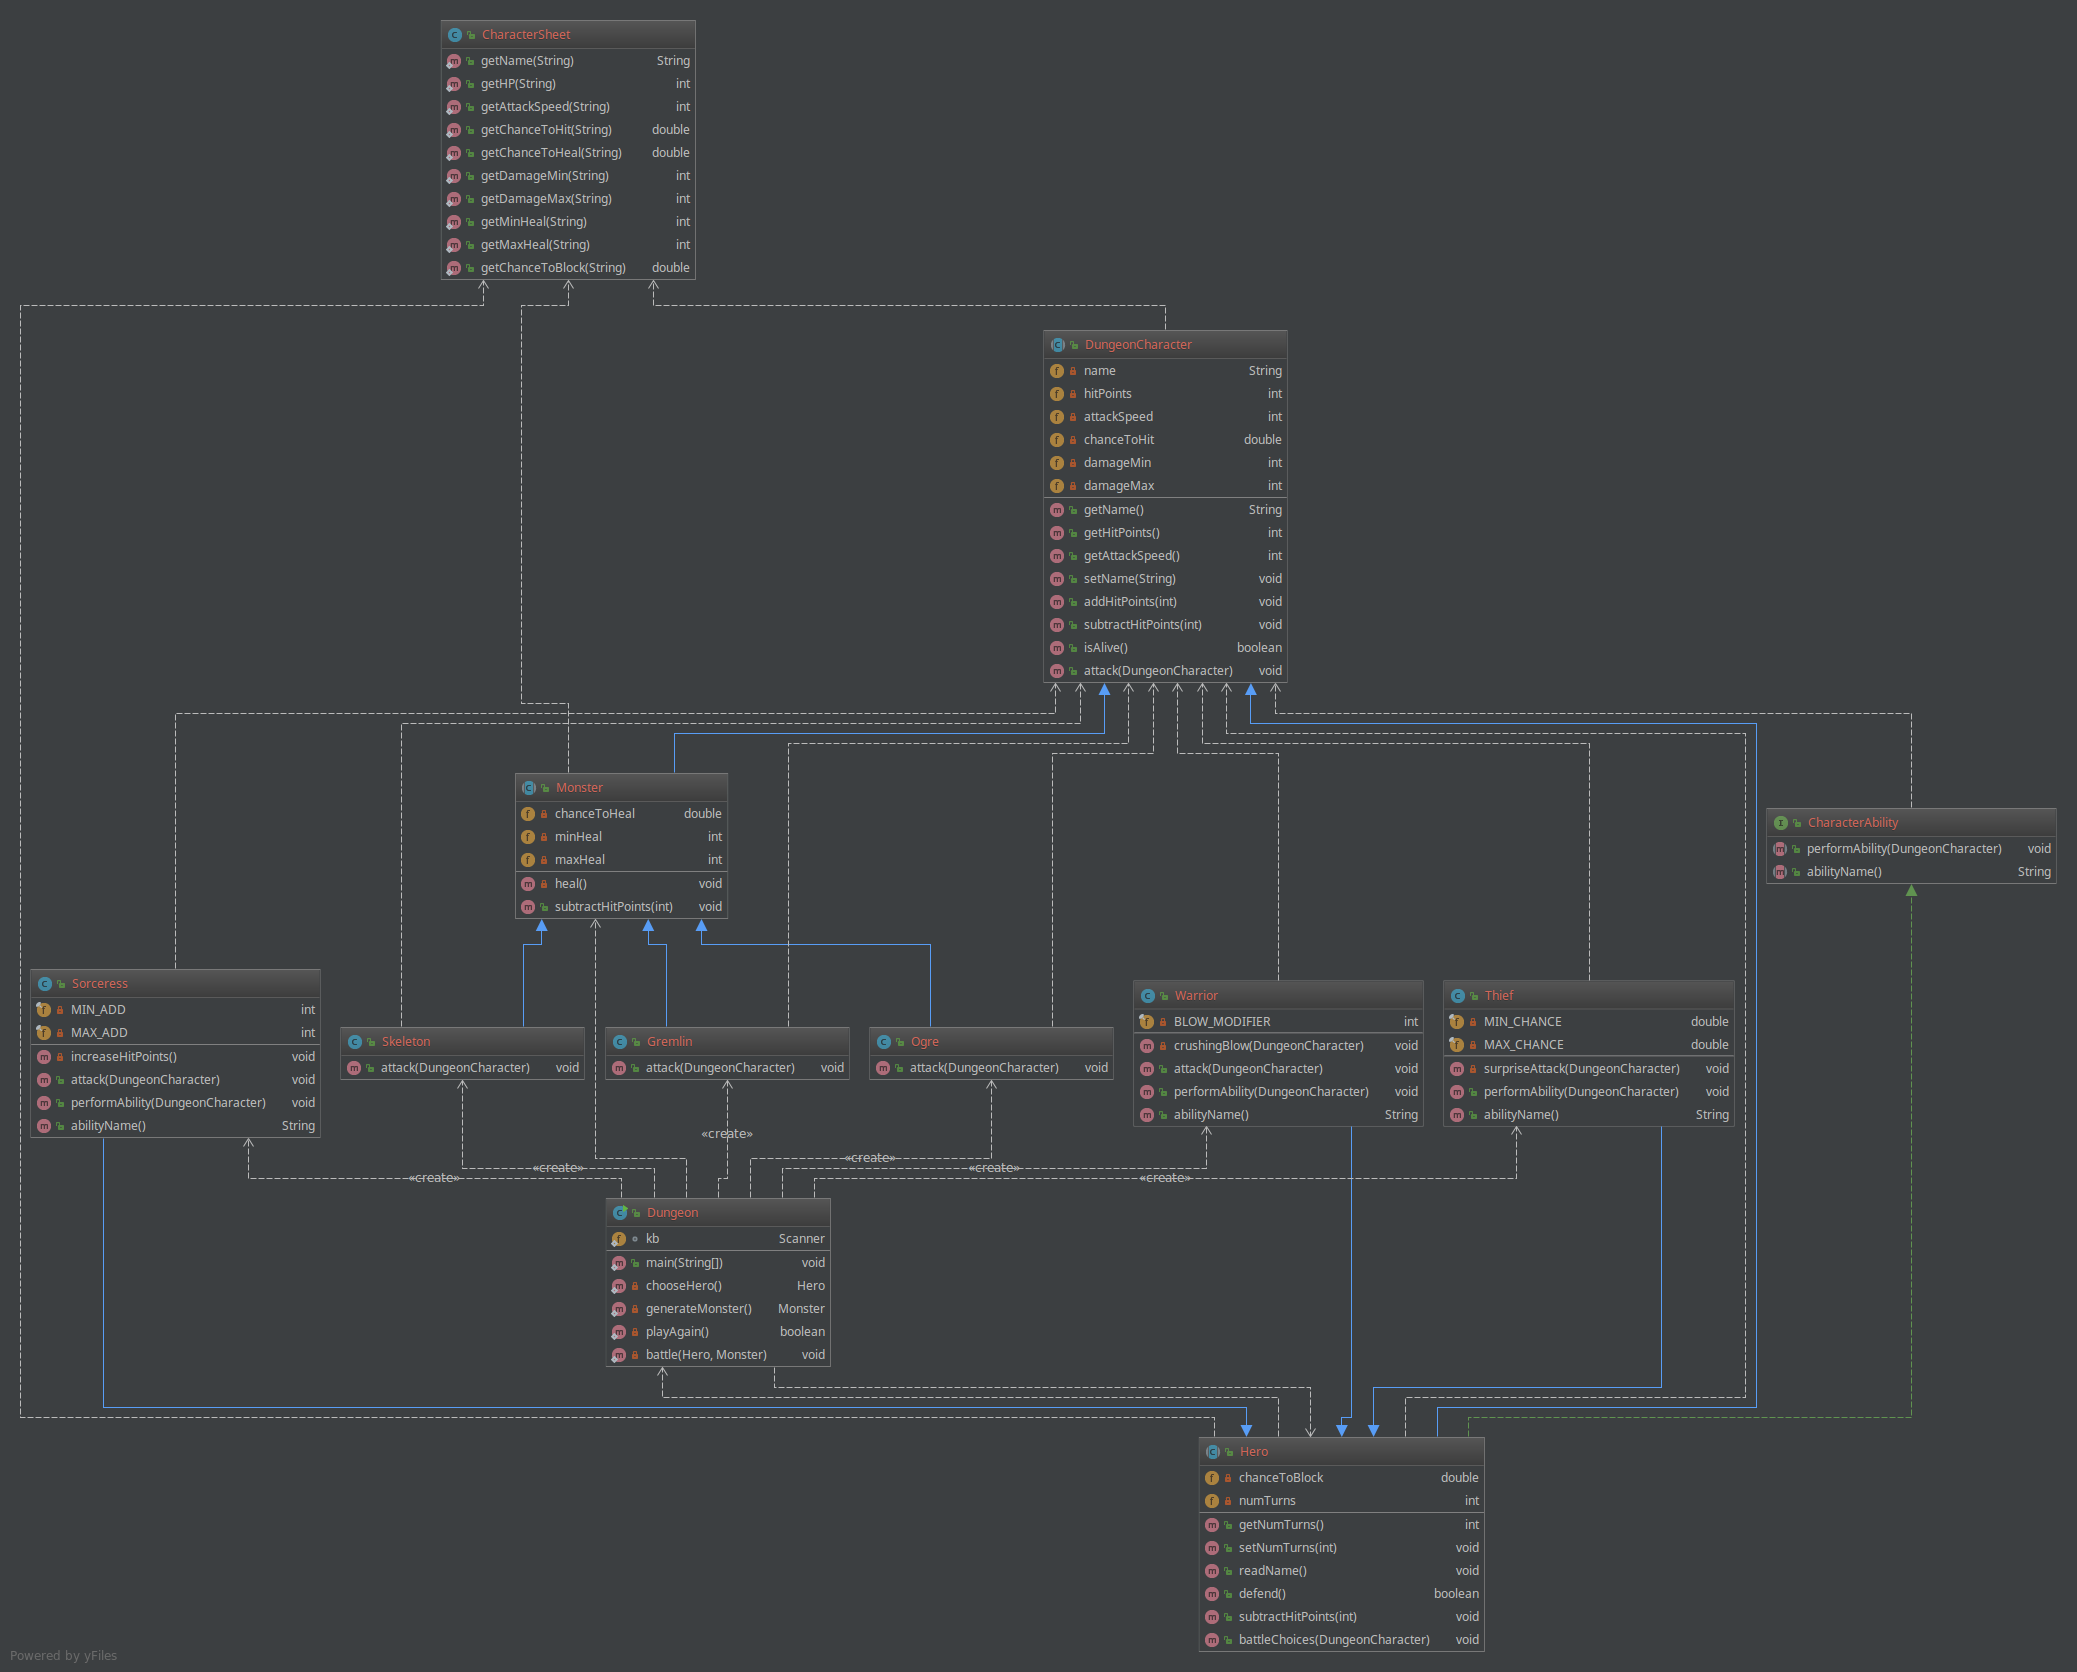 CharacterSheet
getName(String) String
getHP(String) int
getAttackSpeed(String) int
getChanceToHit(String) double
getChanceToHeal(String) double
getDamageMin(String) int
getDamageMax(String) int
getMinHeal(String) int
getMaxHeal(String) int
getChanceToBlock(String) double
DungeonCharacter
name String
hitPoints int
attackSpeed int
chanceToHit double
damageMin int
damageMax int
getName() String
getHitPoints() int
getAttackSpeed() int
setName(String) void
addHitPoints(int) void
subtractHitPoints(int) void
isAlive() boolean
attack(DungeonCharacter) void
Monster
chanceToHeal double
minHeal int
maxHeal int
heal() void
subtractHitPoints(int) void
CharacterAbility
performAbility(DungeonCharacter) void
abilityName() String
Sorceress
MIN_ADD int
MAX_ADD int
increaseHitPoints() void
attack(DungeonCharacter) void
performAbility(DungeonCharacter) void
abilityName() String
Skeleton
attack(DungeonCharacter) void
Gremlin
attack(DungeonCharacter) void
Ogre
attack(DungeonCharacter) void
Warrior
BLOW_MODIFIER int
crushingBlow(DungeonCharacter) void
attack(DungeonCharacter) void
performAbility(DungeonCharacter) void
abilityName() String
Thief
MIN_CHANCE double
MAX_CHANCE double
surpriseAttack(DungeonCharacter) void
performAbility(DungeonCharacter) void
abilityName() String
«create»
«create»
«create»
«create»
«create»
«create»
Dungeon
kb Scanner
main(String[]) void
chooseHero() Hero
generateMonster() Monster
playAgain() boolean
battle(Hero, Monster) void
Hero
chanceToBlock double
numTurns int
getNumTurns() int
setNumTurns(int) void
readName() void
defend() boolean
subtractHitPoints(int) void
battleChoices(DungeonCharacter) void
Powered by yFiles